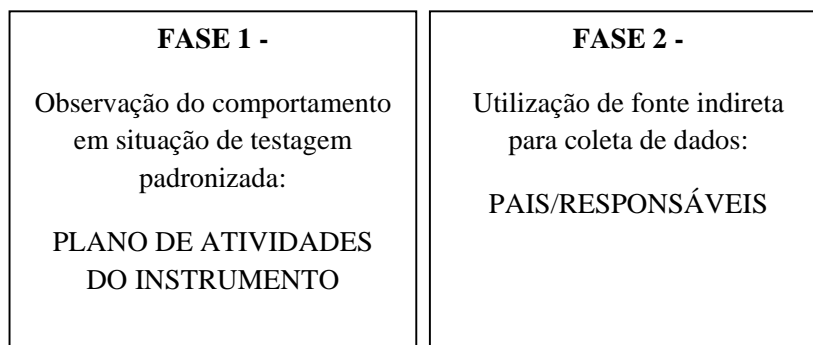 FASE 1 -
Observação do comportamento
em situação de testagem
padronizada:
PLANO DE ATIVIDADES
DO INSTRUMENTO
FASE 2 -
Utilização de fonte indireta
para coleta de dados:
PAIS/RESPONSÁVEIS